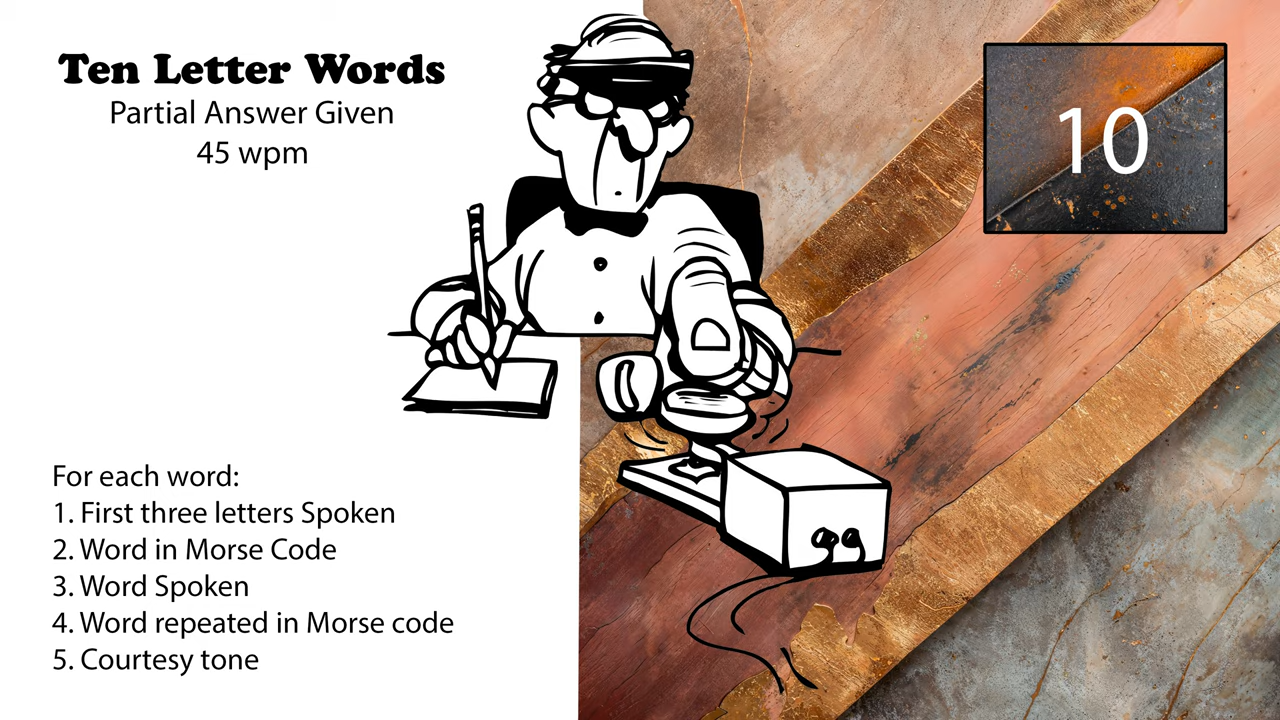 Ten Letter Words
Partial Answer Given
45 wpm
10
For each word:
1. First three letters Spoken
2. Word in Morse Code
3. Word Spoken
4. Word repeated in Morse code
5. Courtesy tone